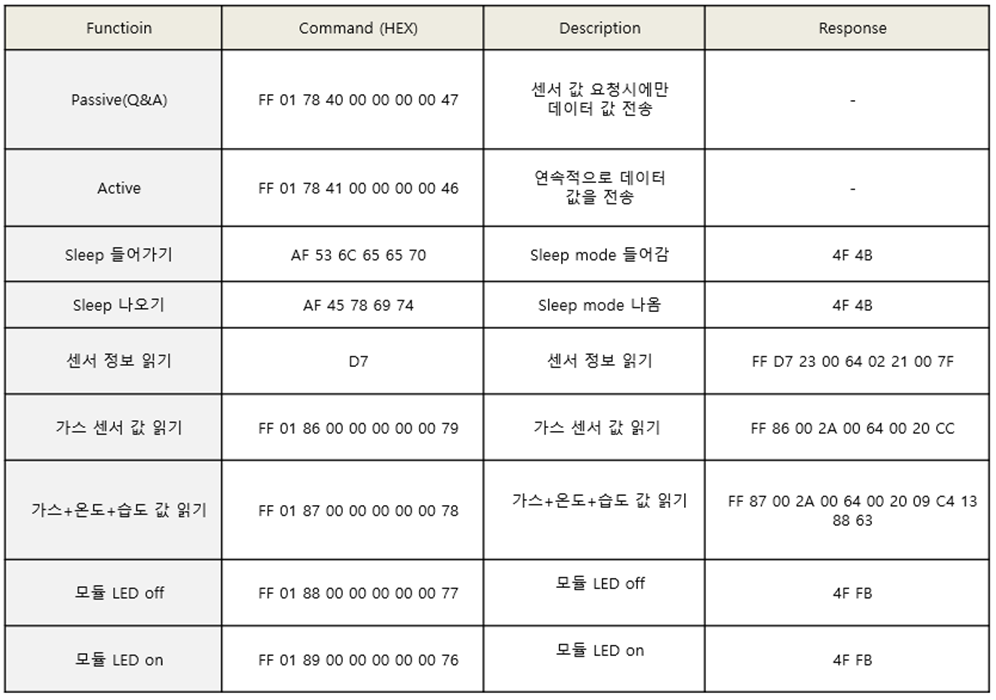 Functioin Command (HEX) Description Response
Passive(Q&A) FF 01 78 40 00 00 00 00 47 센서 값 요청시에만
데이터 값 전송 -
Active FF 01 78 41 00 00 00 00 46 연속적으로 데이터
값을 전송 -
Sleep 들어가기 AF 53 6C 65 65 70 Sleep mode 들어감 4F 4B
Sleep 나오기 AF 45 78 69 74 Sleep mode 나옴 4F 4B
센서 정보 읽기 D7 센서 정보 읽기 FF D7 23 00 64 02 21 00 7F
가스 센서 값 읽기 FF 01 86 00 00 00 00 00 79 가스 센서 값 읽기 FF 86 00 2A 00 64 00 20 CC
가스+온도+습도 값 읽기 FF 01 87 00 00 00 00 00 78 가스+온도+습도 값 읽기 FF 87 00 2A 00 64 00 20 09 C4 13
88 63
모듈 LED off FF 01 88 00 00 00 00 00 77 모듈 LED off 4F FB
모듈 LED on FF 01 89 00 00 00 00 00 76 모듈 LED on 4F FB